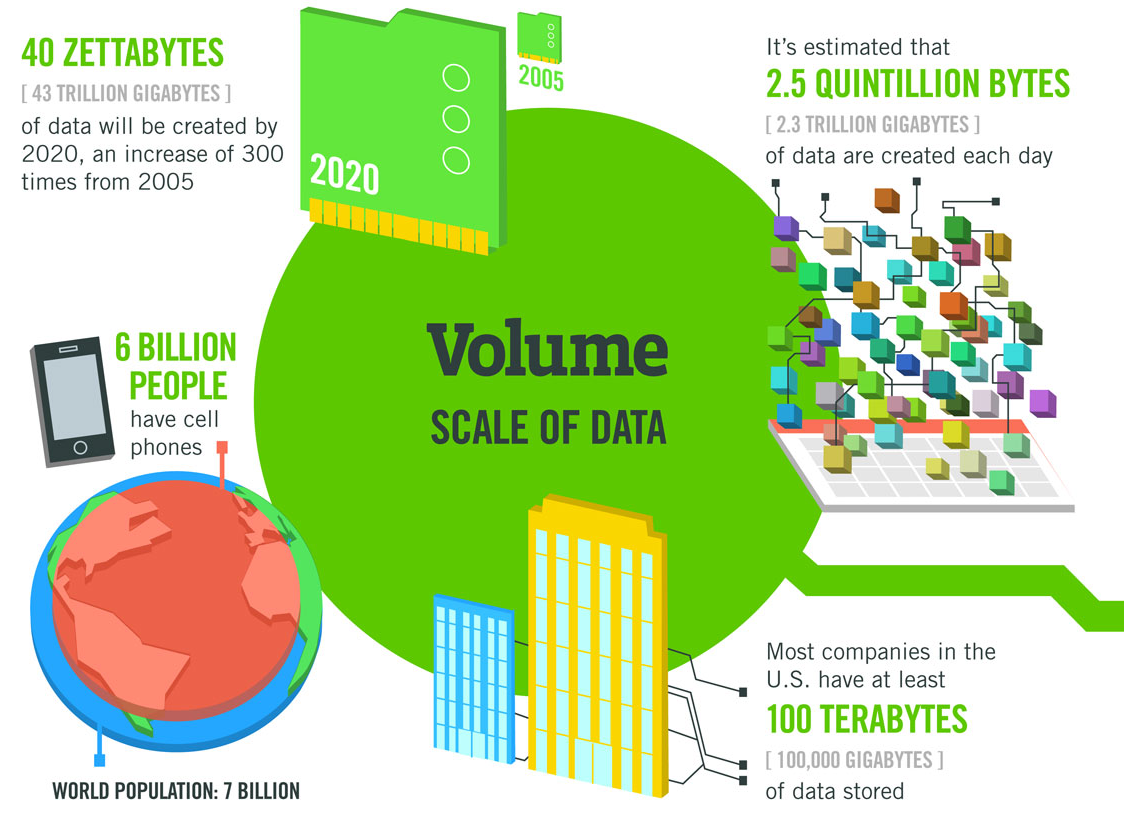 40 ZETTABYTES
[ 43 TRILLION GIGABYTES ]
of data will be created by
2020, an increase of 300
times from 2005
2020
2005
It's estimated that
2.5 QUINTILLION BYTES
[ 2.3 TRILLION GIGABYTES ]
of data are created each day
6 BILLION
PEOPLE
have cell
phones
WORLD POPULATION: 7 BILLION
Volume
SCALE OF DATA
Most companies in the
U.S. have at least
100 TERABYTES
[ 100,000 GIGABYTES ]
of data stored